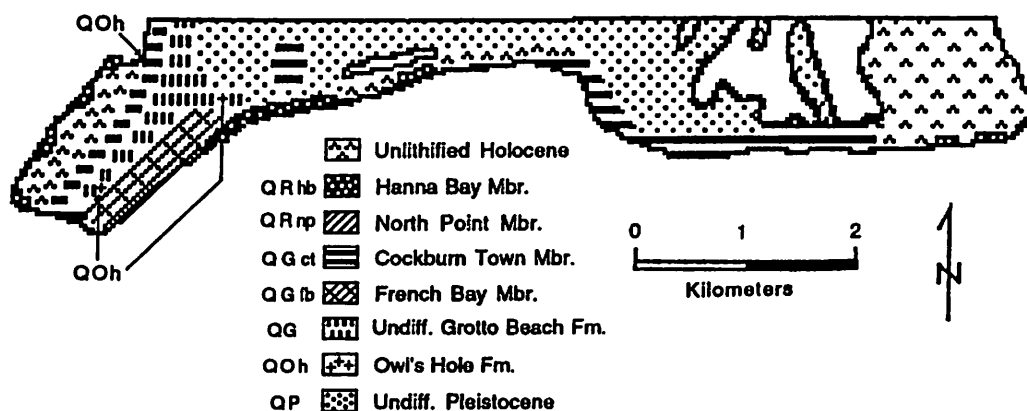 QOh
QOh
Unlithified Holocene
QRhb Hanna Bay Mbr.
QRnp North Point Mbr.
QGct Cockburn Town Mbr.
QGfb French Bay Mbr.
QG Undiff. Grotto Beach Fm.
QOh Owl's Hole Fm.
QP Undiff. Pleistocene
0 1 2
Kilometers
N